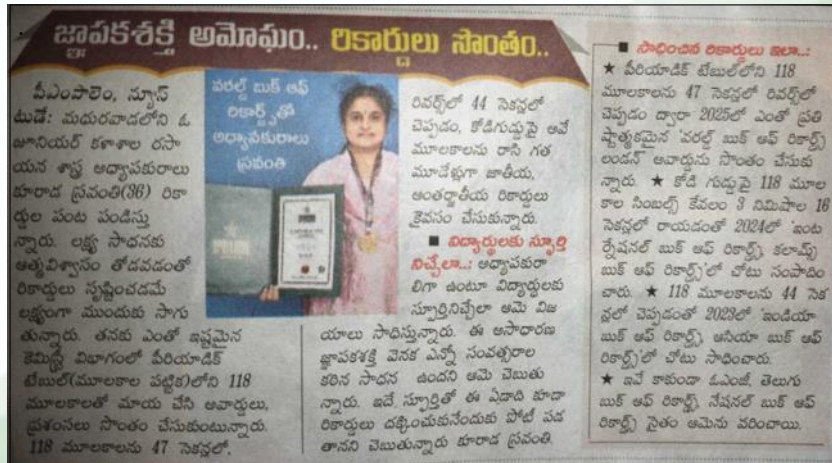 జ్ఞాపకశక్తి అమోఘం.. రికార్డులు సొంతం..
పీఎంపాలెం, న్యూస్
టుడే: మధురవాడలోని ఓ
జూనియర్ కళాశాల రసా
యన శాస్త్ర అధ్యాపకురాలు
కూరాడ స్రవంతి(36) రికా
ర్డుల పంట పండిస్తు
న్నారు. లక్ష్య సాధనకు
ఆత్మవిశ్వాసం తోడవడంతో
రికార్డులు సృష్టించడమే
లక్ష్యంగా ముందుకు సాగు
తున్నారు. తనకు ఎంతో ఇష్టమైన
కెమిస్ట్రీ విభాగంలో పీరియాడిక్
టేబుల్(మూలకాల పట్టిక)లోని 118
మూలకాలతో మాయ చేసి అవార్డులు,
ప్రశంసలు సొంతం చేసుకుంటున్నారు.
118 మూలకాలను 47 సెకన్లలో,
వరల్డ్ బుక్ ఆఫ్
రికార్డ్స్‌తో
అధ్యాపకురాలు
స్రవంతి
రివర్స్‌లో 44 సెకన్లలో
చెప్పడం, కోడిగుడ్డుపై అవే
మూలకాలను రాసి గత
మూడేళ్లుగా జాతీయ,
అంతర్జాతీయ రికార్డులు
కైవసం చేసుకున్నారు.
■ విద్యార్థులకు స్ఫూర్తి
నిచ్చేలా..: అధ్యాపకురా
లిగా ఉంటూ విద్యార్థులకు
స్ఫూర్తినిచ్చేలా ఆమె విజ
యాలు సాధిస్తున్నారు. ఈ అసాధారణ
జ్ఞాపకశక్తి వెనక ఎన్నో సంవత్సరాల
కఠిన సాధన ఉందని ఆమె చెబుతు
న్నారు. ఇదే స్ఫూర్తితో ఈ ఏడాది కూడా
రికార్డులు దక్కించుకునేందుకు పోటీ పడ
తానని చెబుతున్నారు కూరాడ స్రవంతి.
■ సాధించిన రికార్డులు ఇలా..:
★ పీరియాడిక్ టేబుల్‌లోని 118
మూలకాలను 47 సెకన్లలో రివర్స్‌లో
చెప్పడం ద్వారా 2025లో ఎంతో ప్రతి
ష్ఠాత్మకమైన 'వరల్డ్ బుక్ ఆఫ్ రికార్డ్స్
లండన్' అవార్డును సొంతం చేసుకు
న్నారు. ★ కోడి గుడ్డుపై 118 మూల
కాల సింబల్స్ కేవలం 3 నిమిషాల 16
సెకన్లలో రాయడంతో 2024లో 'ఇంట
ర్నేషనల్ బుక్ ఆఫ్ రికార్డ్స్, కలామ్స్
బుక్ ఆఫ్ రికార్డ్స్'లో చోటు సంపాదిం
చారు. ★ 118 మూలకాలను 44 సెక
న్లలో చెప్పడంతో 2023లో 'ఇండియా
బుక్ ఆఫ్ రికార్డ్స్, ఆసియా బుక్ ఆఫ్
రికార్డ్స్'లో చోటు సాధించారు.
★ ఇవే కాకుండా ఓఎంజీ, తెలుగు
బుక్ ఆఫ్ రికార్డ్స్, నేషనల్ బుక్ ఆఫ్
రికార్డ్స్ సైతం ఆమెను వరించాయి.